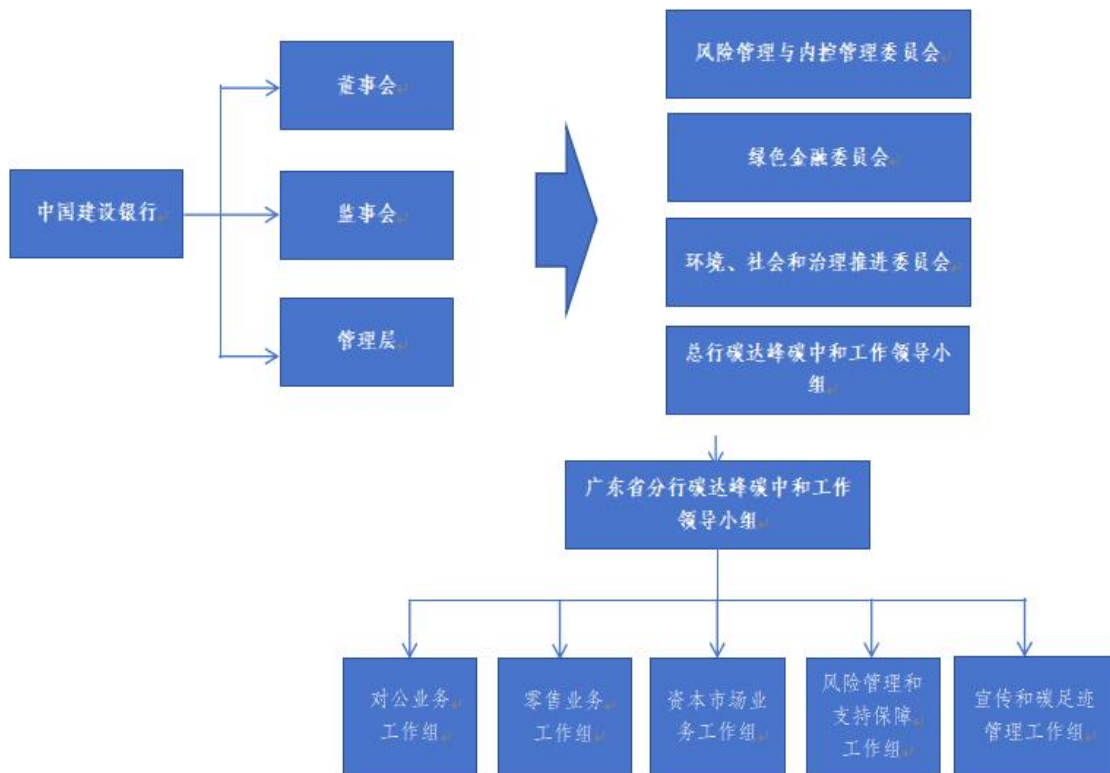 中国建设银行
董事会
监事会
管理层
风险管理与内控管理委员会
绿色金融委员会
环境、社会和治理推进委员会
总行碳达峰碳中和工作领导小
组
广东省分行碳达峰碳中和工作
领导小组
对公业务
工作组
零售业务
工作组
资本市场业
务工作组
风险管理和
支持保障
工作组
宣传和碳足迹
管理工作组